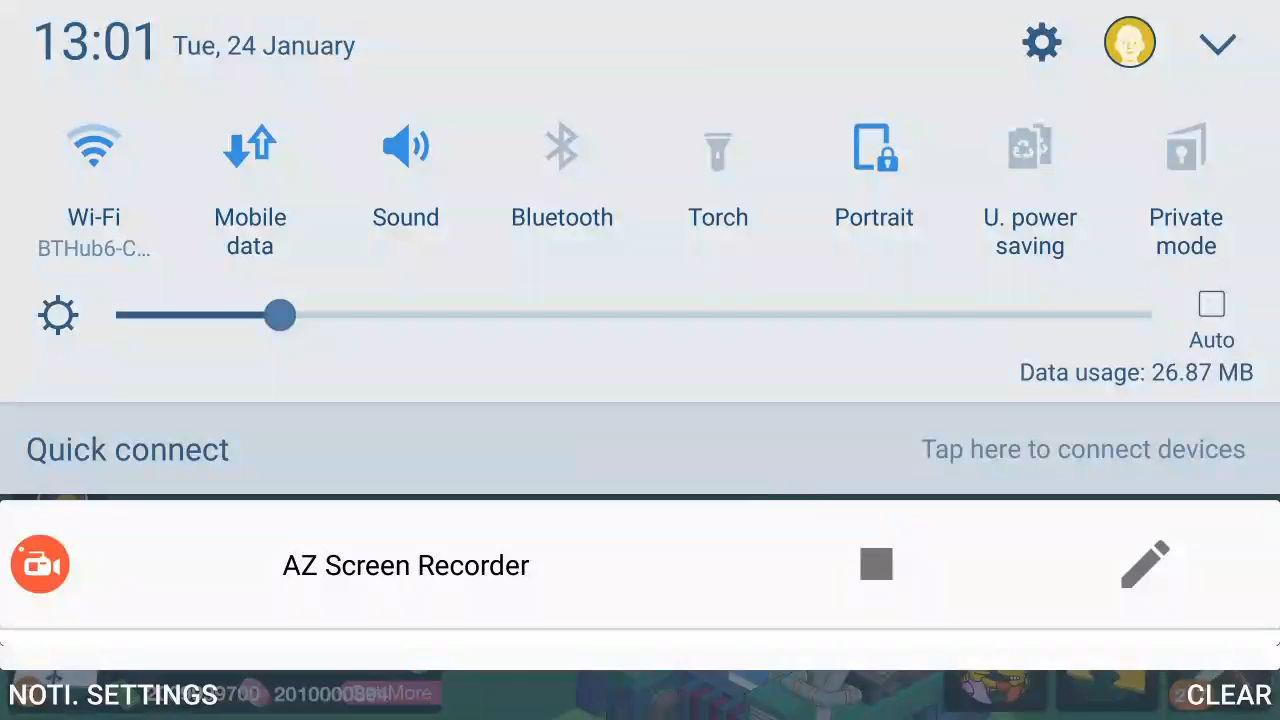 13:01 Tue, 24 January
Wi-Fi
BTHub6-C...
Mobile
data
Sound
Bluetooth
Torch
Portrait
U. power
saving
Private
mode
Auto
Data usage: 26.87 MB
Quick connect
Tap here to connect devices
AZ Screen Recorder
NOTI. SETTINGS
More
CLEAR